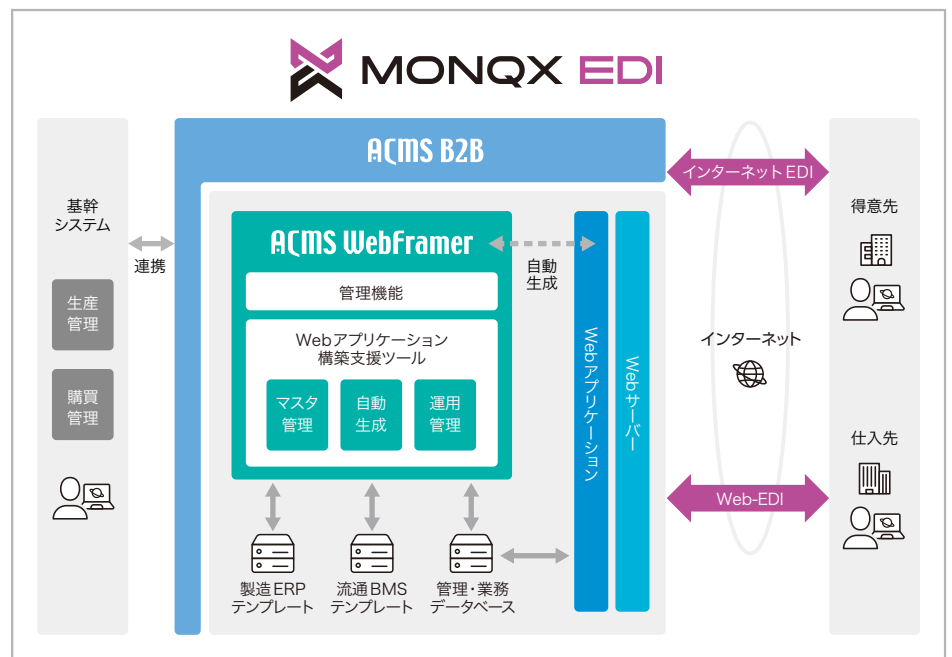 MONQX EDI
基幹
システム
生産
管理
購買
管理
連携
ACMS B2B
ACMS WebFramer
管理機能
Webアプリケーション
構築支援ツール
マスタ
管理
自動
生成
運用
管理
自動
生成
製造ERP
テンプレート
流通BMS
テンプレート
管理・業務
データベース
Webアプリケーション
Webサーバー
インターネットEDI
インターネット
Web-EDI
得意先
仕入先